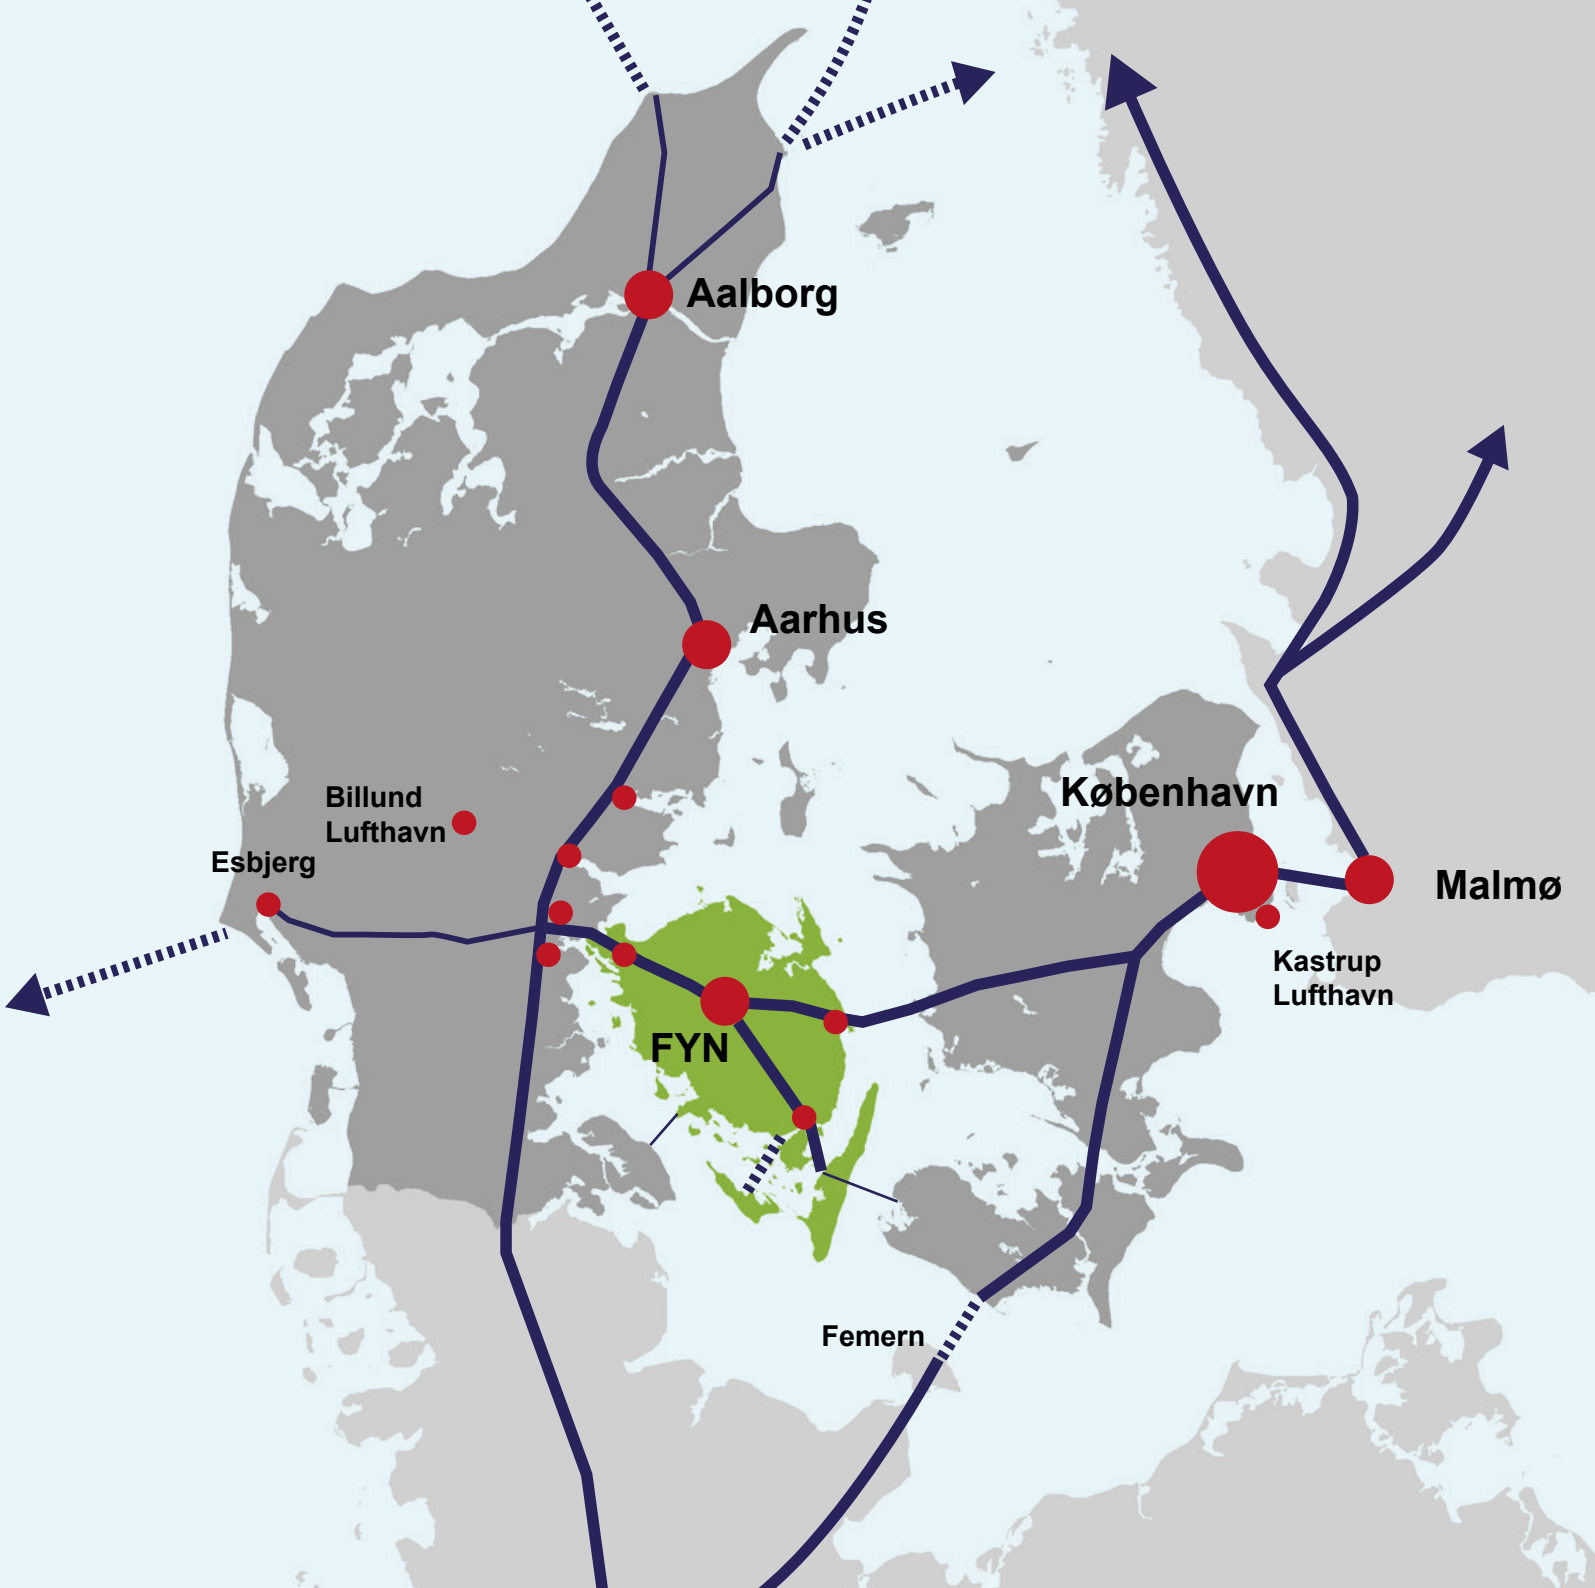 Aalborg
Aarhus
København
Billund
Lufthavn
Esbjerg
Malmø
Kastrup
Lufthavn
FYN
Femern